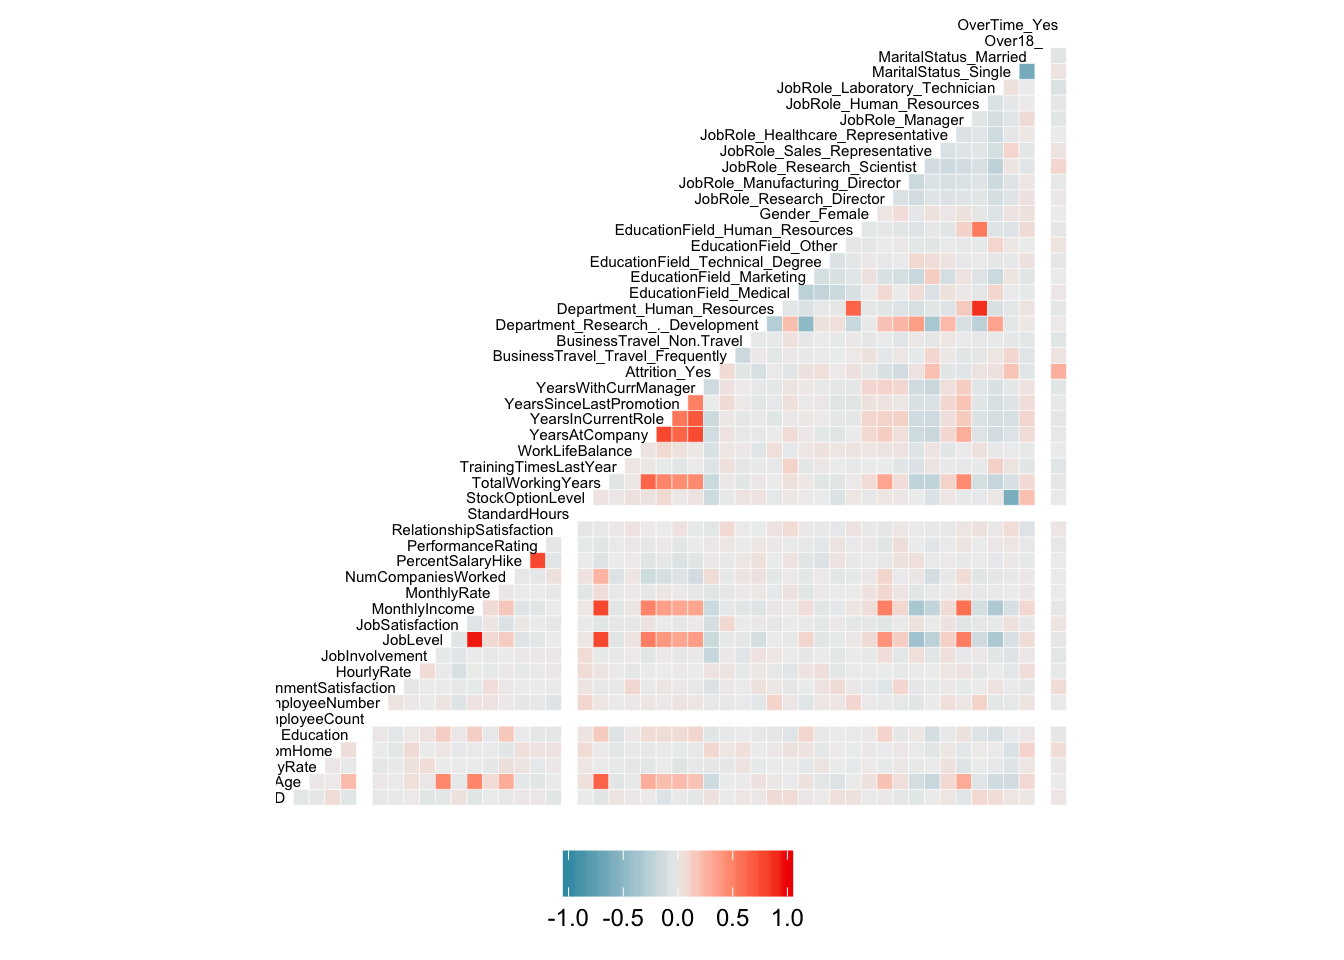 OverTime_Yes
Over18_
MaritalStatus_Married
MaritalStatus_Single
JobRole_Laboratory_Technician
JobRole_Human_Resources
JobRole_Manager
JobRole_Healthcare_Representative
JobRole_Sales_Representative
JobRole_Research_Scientist
JobRole_Manufacturing_Director
JobRole_Research_Director
Gender_Female
EducationField_Human_Resources
EducationField_Other
EducationField_Technical_Degree
EducationField_Marketing
EducationField_Medical
Department_Human_Resources
Department_Research_._Development
BusinessTravel_Non.Travel
BusinessTravel_Travel_Frequently
Attrition_Yes
YearsWithCurrManager
YearsSinceLastPromotion
YearsInCurrentRole
YearsAtCompany
WorkLifeBalance
TrainingTimesLastYear
TotalWorkingYears
StockOptionLevel
StandardHours
RelationshipSatisfaction
PerformanceRating
PercentSalaryHike
NumCompaniesWorked
MonthlyRate
MonthlyIncome
JobSatisfaction
JobLevel
JobInvolvement
HourlyRate
nmentSatisfaction
nployeeNumber
nployeeCount
Education
omHome
yRate
Age
D
-1.0 -0.5 0.0 0.5 1.0